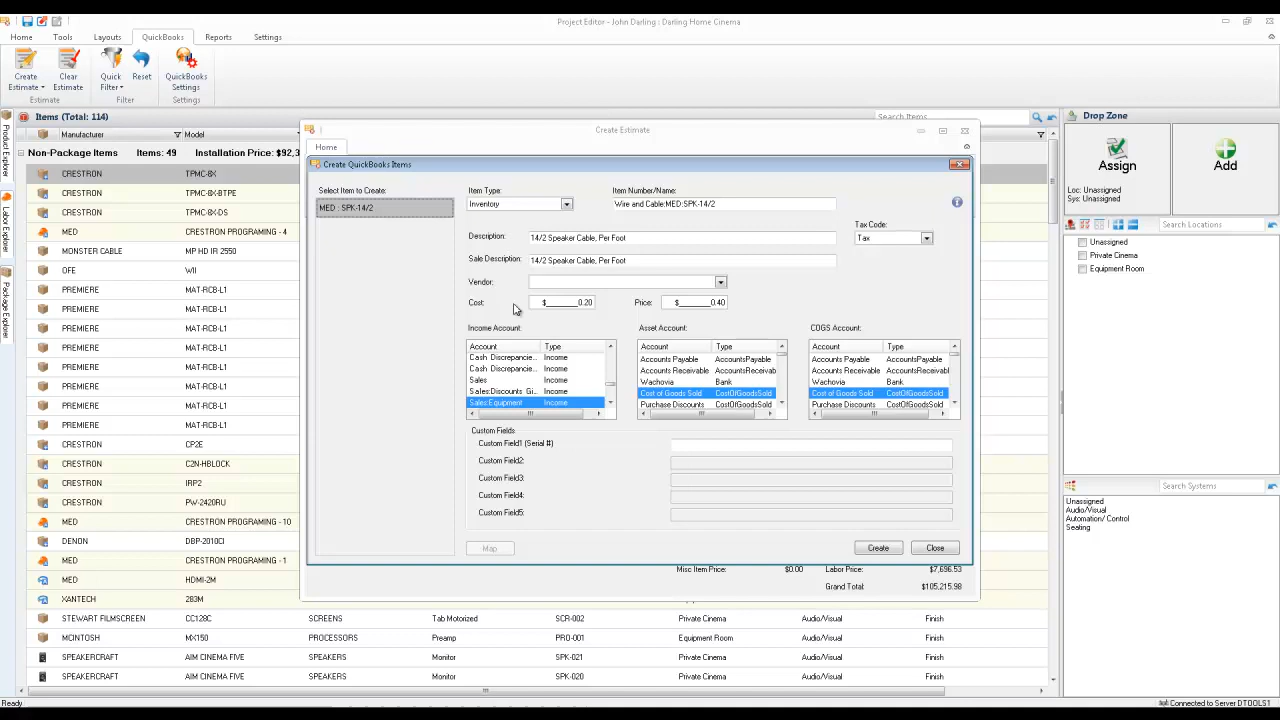 Project Editor - John Darling : Darling Home Cinema
Home Tools Layouts QuickBooks Reports Settings
Create Estimate Clear Estimate Quick Filter Reset QuickBooks Settings
Estimate Filter Settings
Items (Total: 114) Search Items
Manufacturer Model
Non-Package Items Items: 49 Installation Price: $92,3
CRESTRON TPMC-8X
CRESTRON TPMC-8X-BTPE
CRESTRON TPMC-8X-DS
MED CRESTRON PROGRAMING - 4
MONSTER CABLE MP HD IR 2550
OFE WII
PREMIERE MAT-RCB-L1
PREMIERE MAT-RCB-L1
PREMIERE MAT-RCB-L1
PREMIERE MAT-RCB-L1
PREMIERE MAT-RCB-L1
PREMIERE MAT-RCB-L1
PREMIERE MAT-RCB-L1
PREMIERE MAT-RCB-L1
CRESTRON CP2E
CRESTRON C2N-HBLOCK
CRESTRON IRP2
CRESTRON PW-2420RU
MED CRESTRON PROGRAMING - 10
DENON DBP-2010CI
MED CRESTRON PROGRAMING - 1
MED HDMI-2M
XANTECH 283M
STEWART FILMSCREEN CC128C SCREENS Tab Motorized SCR-002 Private Cinema Audio/Visual Finish
MCINTOSH MX150 PROCESSORS Preamp PRO-001 Equipment Room Audio/Visual Finish
SPEAKERCRAFT AIM CINEMA FIVE SPEAKERS Monitor SPK-021 Private Cinema Audio/Visual Finish
SPEAKERCRAFT AIM CINEMA FIVE SPEAKERS Monitor SPK-020 Private Cinema Audio/Visual Finish
Product Explorer
Labor Explorer
Package Explorer
Create Estimate
Home
Create QuickBooks Items
Select Item to Create:
MED : SPK-14/2
Item Type: Item Number/Name:
Inventory Wire and Cable:MED:SPK-14/2
Tax Code:
Description: 14/2 Speaker Cable, Per Foot Tax
Sale Description: 14/2 Speaker Cable, Per Foot
Vendor:
Cost: $________0.20 Price: $________0.40
Income Account: Asset Account: COGS Account:
Account Type Account Type Account Type
Cash Discrepancie... Income Accounts Payable AccountsPayable Accounts Payable AccountsPayable
Cash Discrepancie... Income Accounts Receivable AccountsReceivab Accounts Receivable AccountsReceivab
Sales Income Wachovia Bank Wachovia Bank
Sales:Discounts Gi... Income Cost of Goods Sold CostOfGoodsSold Cost of Goods Sold CostOfGoodsSold
Sales:Equipment Income Purchase Discounts CostOfGoodsSold Purchase Discounts CostOfGoodsSold
Custom Fields
Custom Field1 (Serial #)
Custom Field2:
Custom Field3:
Custom Field4:
Custom Field5:
Map Create Close
Misc Item Price: $0.00 Labor Price: $7,696.53
Grand Total: $105,215.98
Drop Zone
Assign Add
Loc: Unassigned
Sys: Unassigned
Search Locations
Unassigned
Private Cinema
Equipment Room
Search Systems
Unassigned
Audio/Visual
Automation/ Control
Seating
Ready Connected to Server DTOOLS1